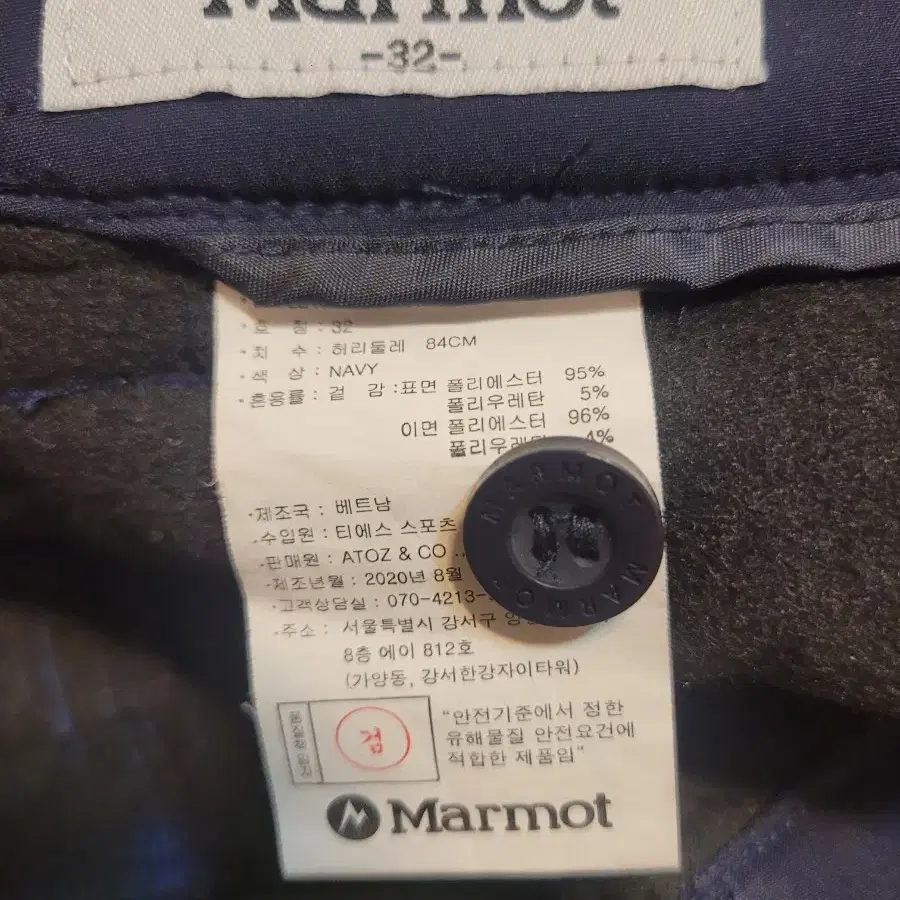 Marmot
-32-
· 호 칭 : 32
· 치 수 : 허리둘레 84CM
· 색 상 : NAVY
· 혼용률 : 겉 감 : 표면 폴리에스터 95%
폴리우레탄 5%
이면 폴리에스터 96%
4%
· 제조국 : 베트남
· 수입원 : 티에스 스포츠
· 판매원 : ATOZ & CO
· 제조년월 : 2020년 8월
· 고객상담실 : 070-4213-
· 주소 : 서울특별시 강서구
8층 에이 812호
(가양동, 강서한강자이타워)
검
"안전기준에서 정한
유해물질 안전요건에
적합한 제품임"
Marmot
MARMOT
MARMO